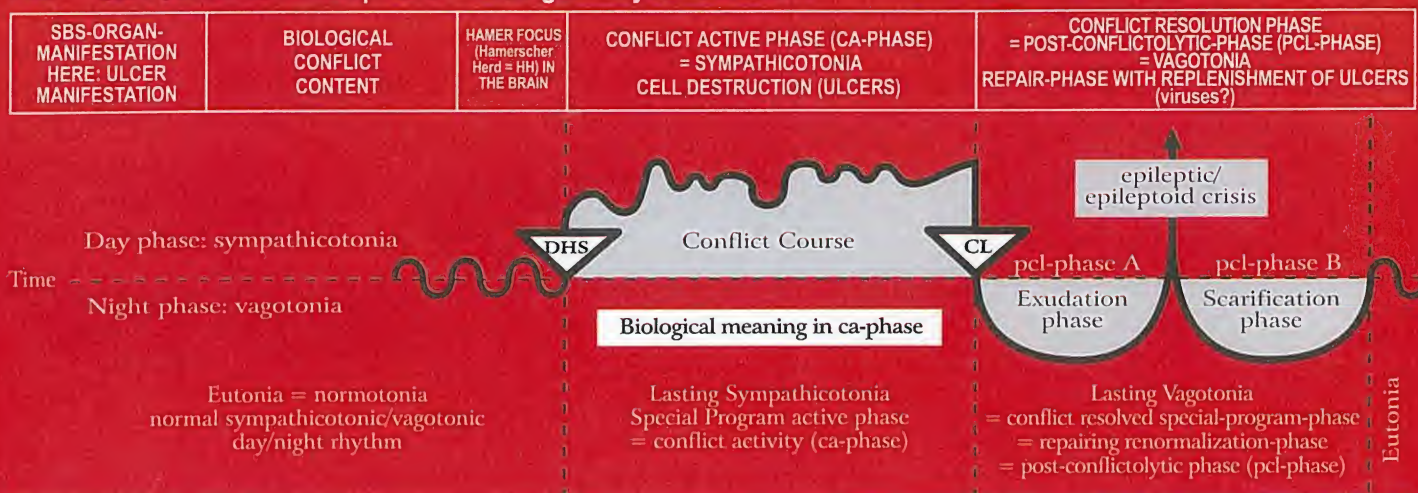 SBS-ORGAN-
MANIFESTATION
HERE: ULCER
MANIFESTATION
BIOLOGICAL
CONFLICT
CONTENT
HAMER FOCUS
(Hamerscher
Herd = HH) IN
THE BRAIN
CONFLICT ACTIVE PHASE (CA-PHASE)
= SYMPATHICOTONIA
CELL DESTRUCTION (ULCERS)
CONFLICT RESOLUTION PHASE
= POST-CONFLICTOLYTIC-PHASE (PCL-PHASE)
= VAGOTONIA
REPAIR-PHASE WITH REPLENISHMENT OF ULCERS
(viruses?)
epileptic/
epileptoid crisis
Day phase: sympathicotonia
DHS
Conflict Course
CL
pcl-phase A
pcl-phase B
Time
Night phase: vagotonia
Exudation
phase
Scarification
phase
Biological meaning in ca-phase
Eutonia = normotonia
normal sympathicotonic/vagotonic
day/night rhythm
Lasting Sympathicotonia
Special Program active phase
= conflict activity (ca-phase)
Lasting Vagotonia
= conflict resolved special-program-phase
= repairing renormalization-phase
= post-conflictolytic phase (pcl-phase)
Eutonia